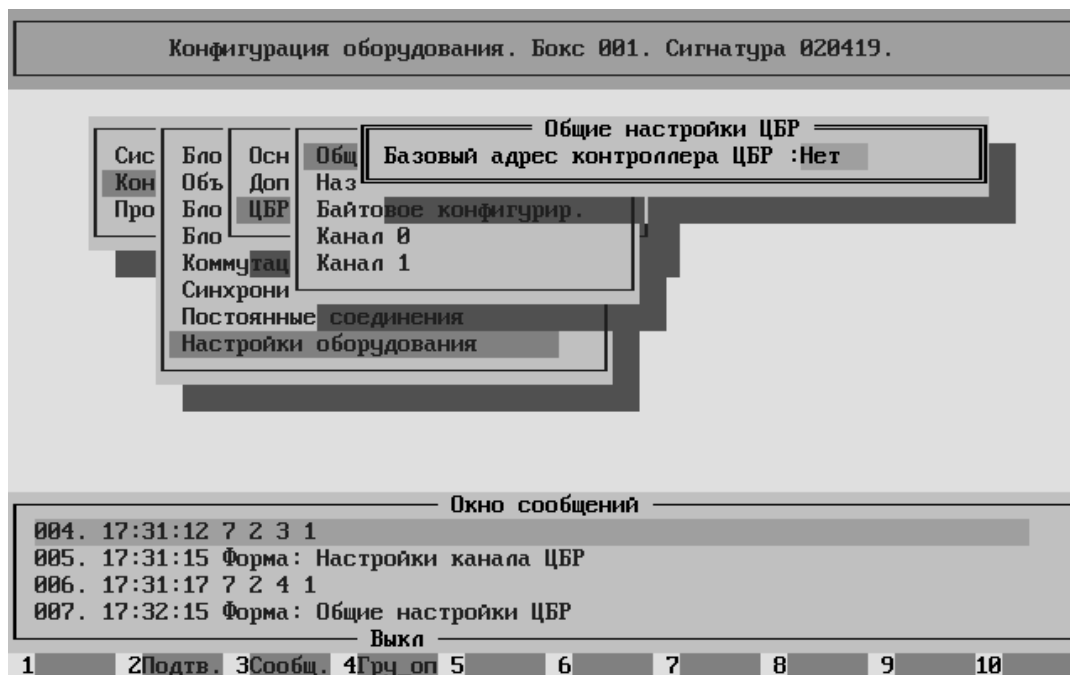 Конфигурация оборудования. Бокс 001. Сигнатура 020419.
Общие настройки ЦБР
Сис Бло Осн Общ Базовый адрес контроллера ЦБР :Нет
Кон Объ Доп Наз
Про Бло ЦБР Байтовое конфигурир.
Бло Канал 0
Коммутац Канал 1
Синхрони
Постоянные соединения
Настройки оборудования
Окно сообщений
004. 17:31:12 7 2 3 1
005. 17:31:15 Форма: Настройки канала ЦБР
006. 17:31:17 7 2 4 1
007. 17:32:15 Форма: Общие настройки ЦБР
Выкл
1 2Подтв. 3Сообщ. 4Гру оп 5 6 7 8 9 10